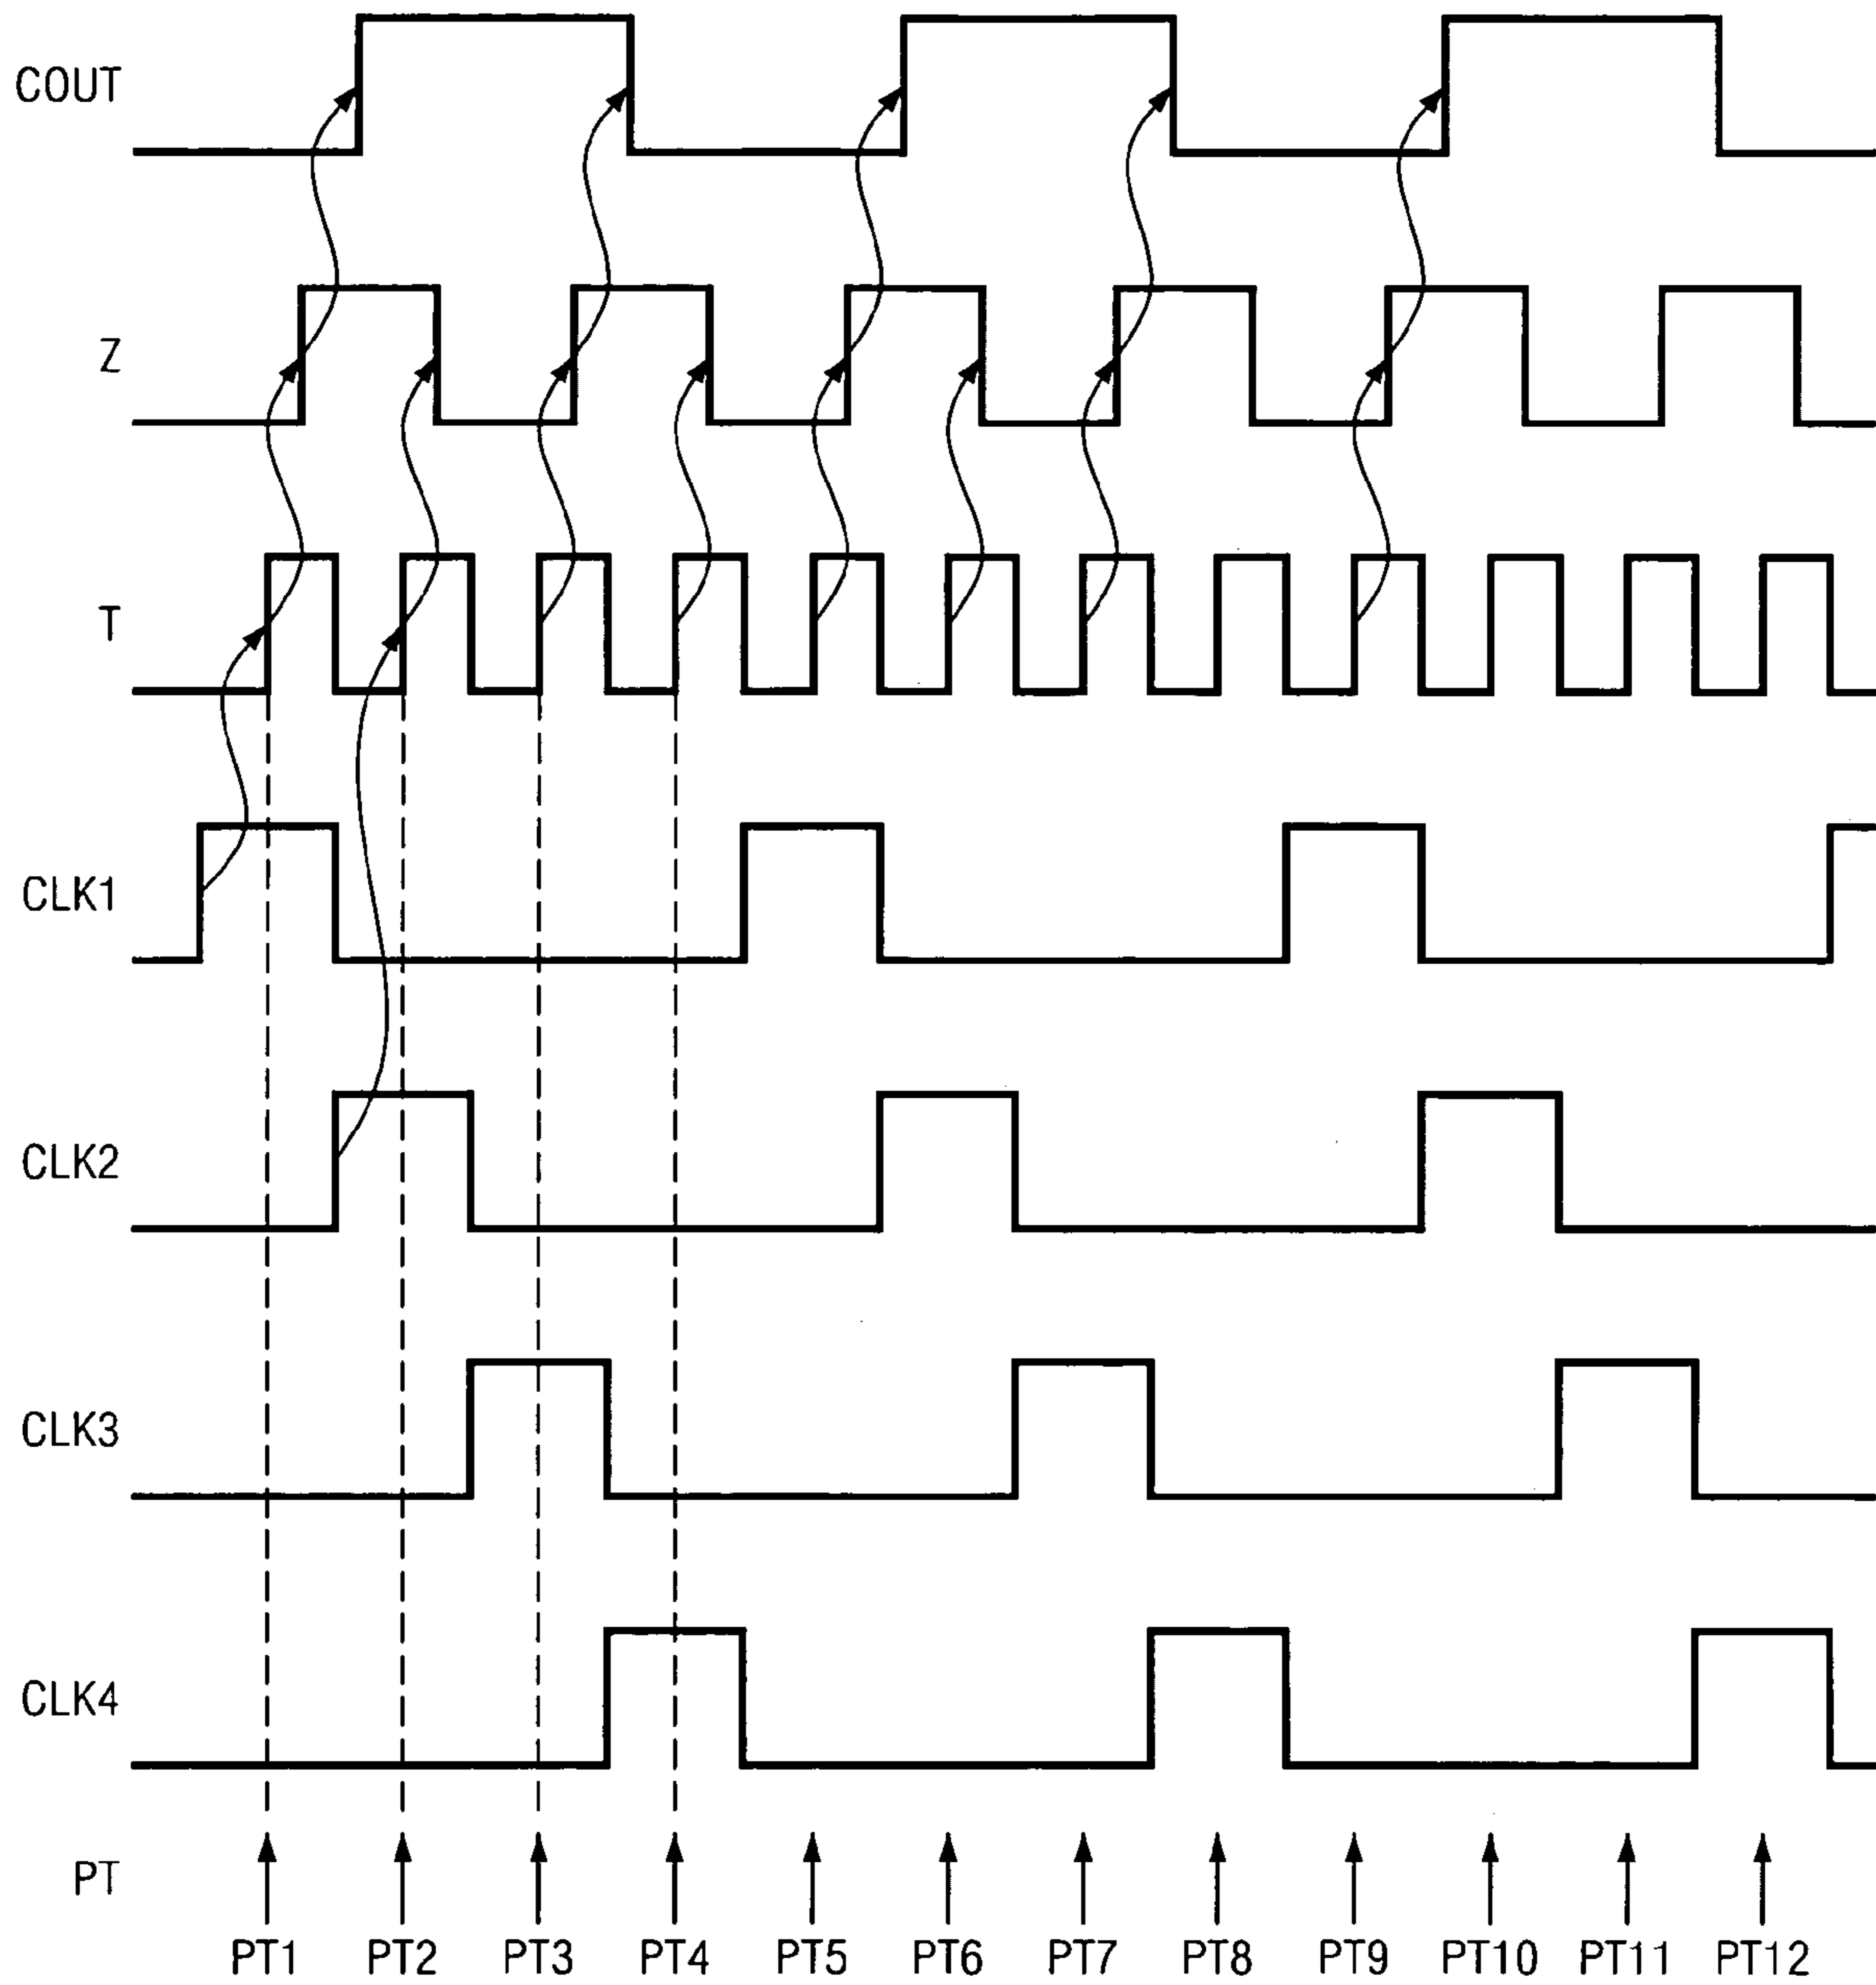 COUT
Z
T
CLK1
CLK2
CLK3
CLK4
PT
PT1 PT2 PT3 PT4 PT5 PT6 PT7 PT8 PT9 PT10 PT11 PT12